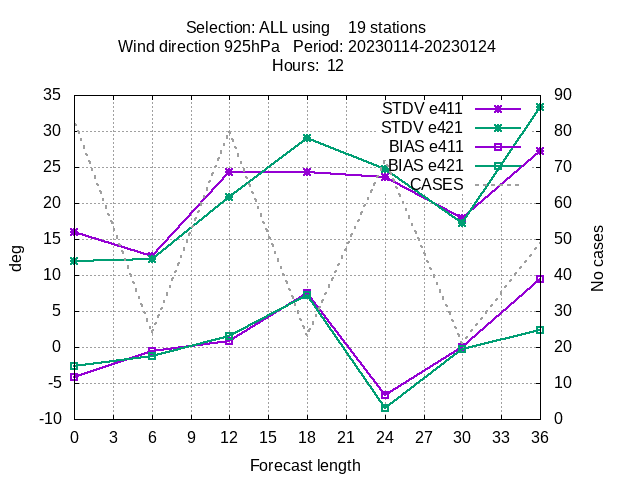 Selection: ALL using 19 stations
Wind direction 925hPa Period: 20230114-20230124
Hours: 12
35
30
25
20
15
10
5
0
-5
-10
deg
90
80
70
60
50
40
30
20
10
0
No cases
STDV e411
STDV e421
BIAS e411
BIAS e421
CASES
0 3 6 9 12 15 18 21 24 27 30 33 36
Forecast length